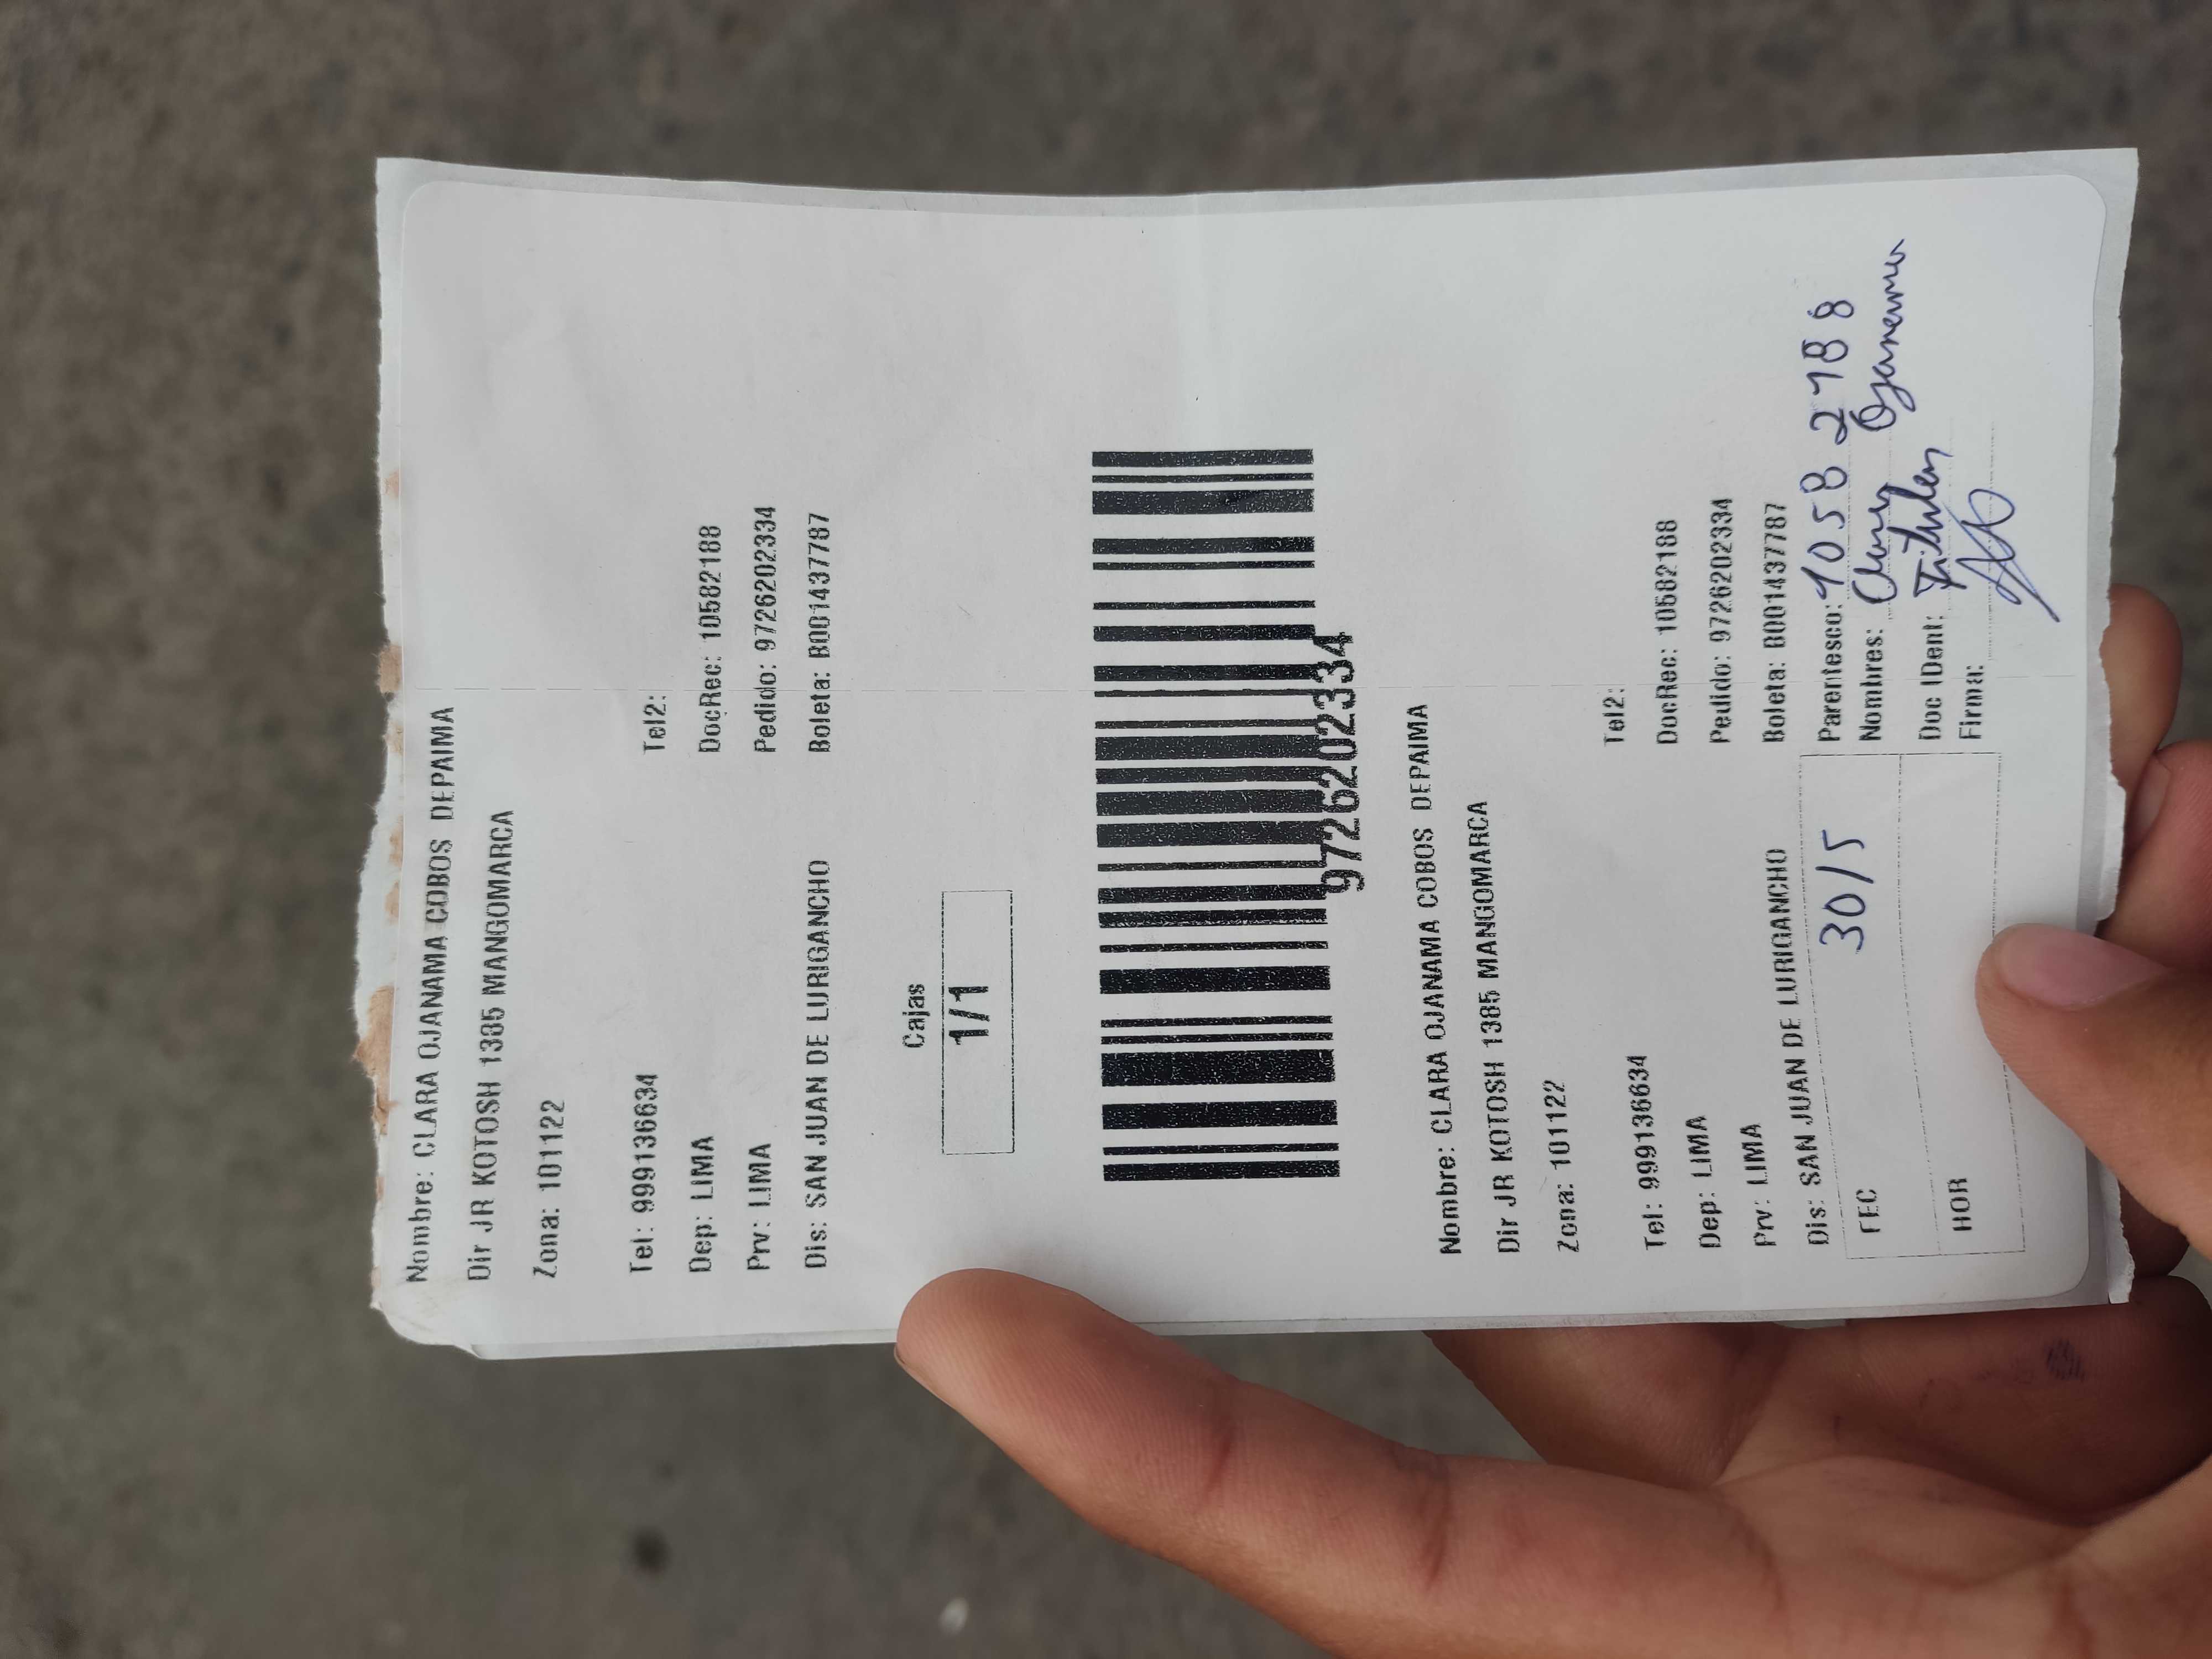 Nombre: CLARA OJANAMA COBOS DEPAIMA
Dir JR KOTOSH 1385 MANGOMARCA
Zona: 101122
Tel: 999136634 Tel2:
Dep: LIMA DocRec: 10582188
Prv: LIMA Pedido: 9726202334
Dis: SAN JUAN DE LURIGANCHO Boleta: B001437787
Cajas
1/1
9726202334
Nombre: CLARA OJANAMA COBOS DEPAIMA
Dir JR KOTOSH 1385 MANGOMARCA
Zona: 101122
Tel: 999136634 Tel2:
Dep: LIMA DocRec: 10582188
Prv: LIMA Pedido: 9726202334
Dis: SAN JUAN DE LURIGANCHO Boleta: B001437787
FEC 30/5 Parentesco:
Nombres: Ojanama
HOR Doc IDent: Titular
Firma: